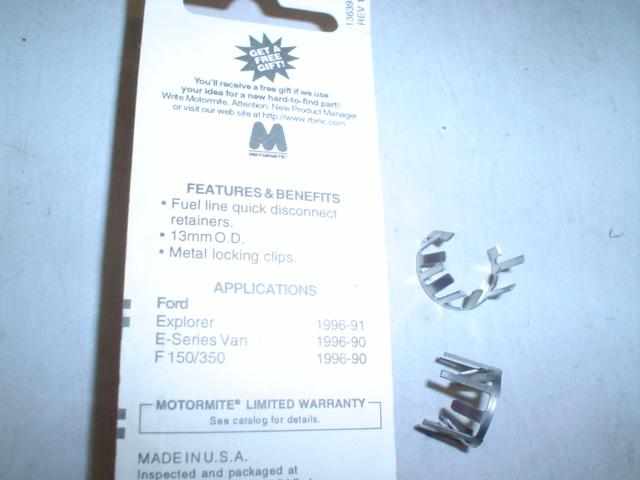 GET A
FREE
GIFT!
You'll receive a free gift if we use
your idea for a new hard-to-find part!
Write Motormite, Attention: New Product Manager
or visit our web site at http://www.rbinc.com
M
MOTORMITE
FEATURES & BENEFITS
• Fuel line quick disconnect
retainers.
• 13mm O.D.
• Metal locking clips.
APPLICATIONS
Ford
Explorer 1996-91
E-Series Van 1996-90
F 150/350 1996-90
MOTORMITE® LIMITED WARRANTY
See catalog for details.
MADE IN U.S.A.
Inspected and packaged at